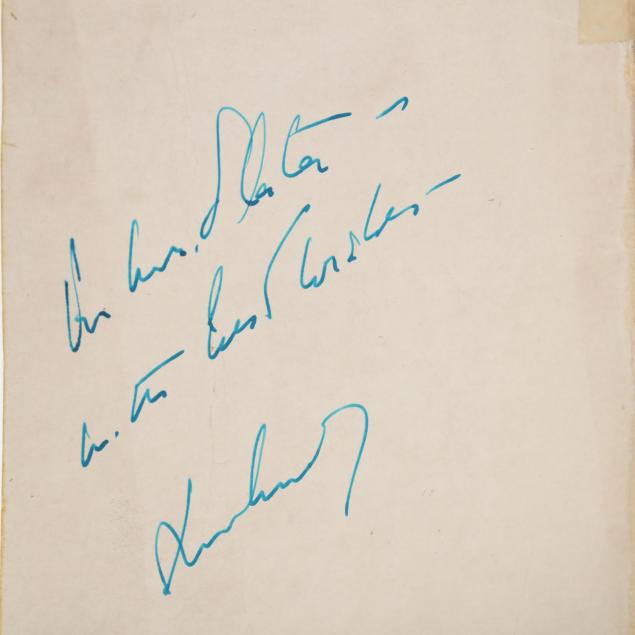 For Mrs. Slater –
with best wishes –